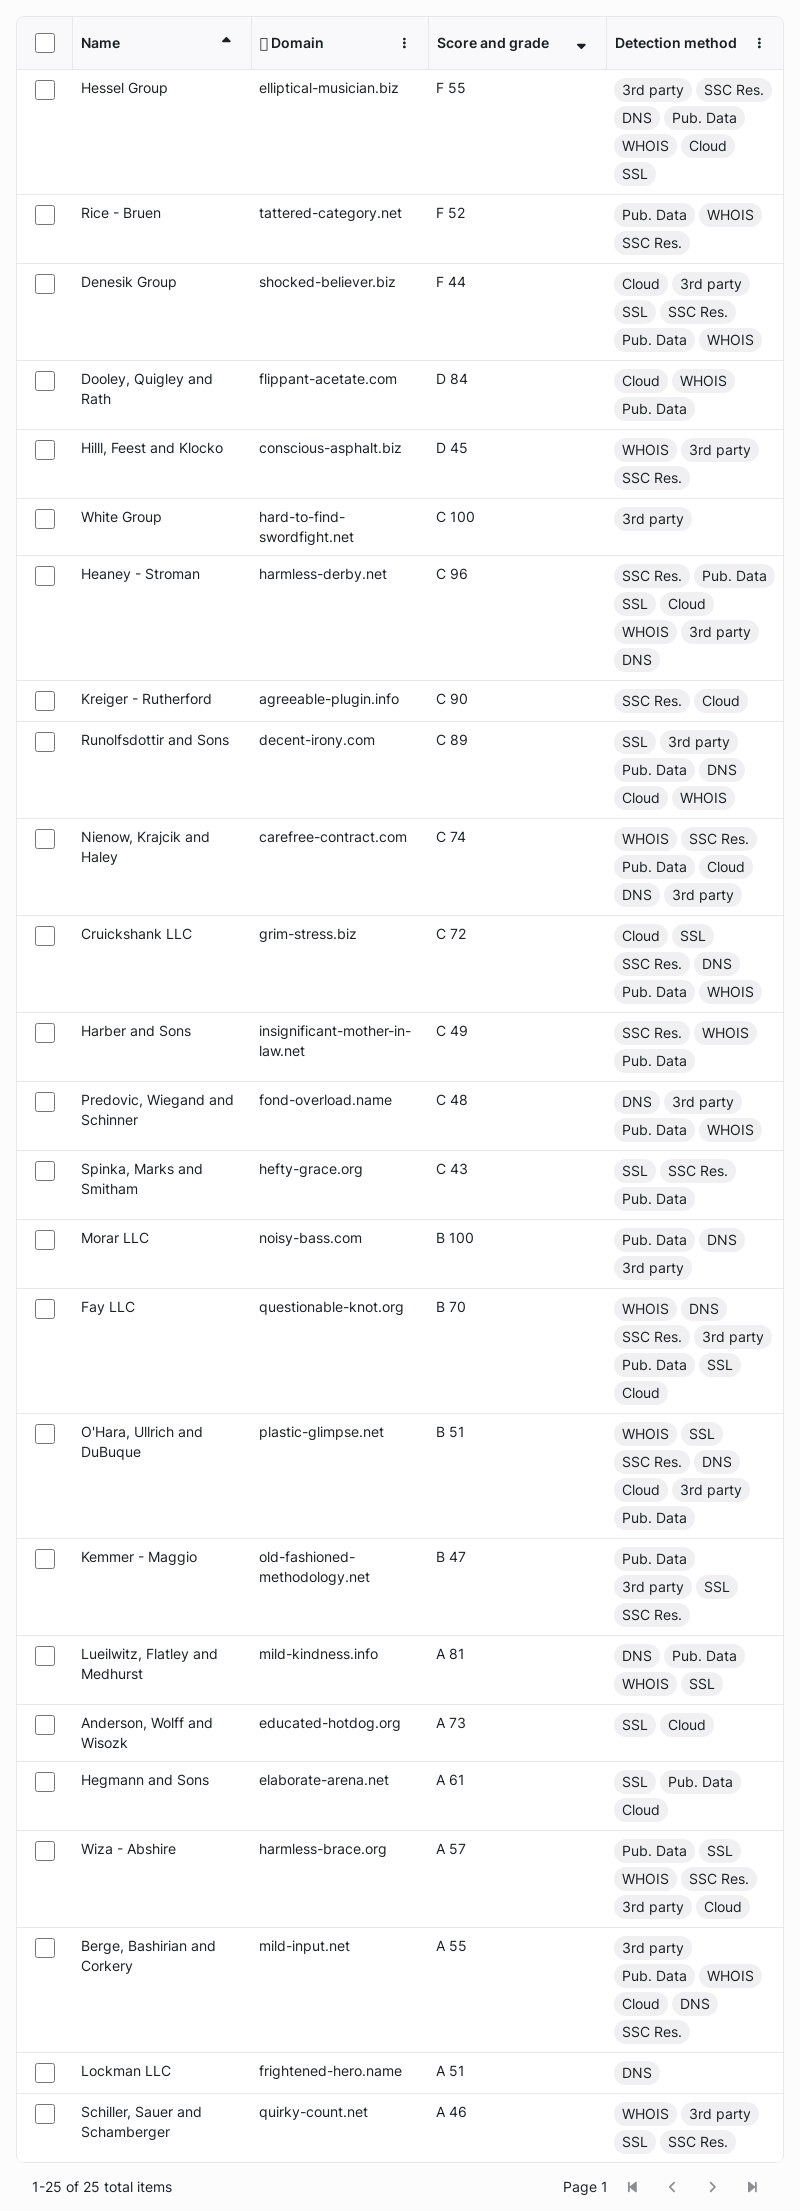 Name Domain Score and grade Detection method
Hessel Group elliptical-musician.biz F 55 3rd party SSC Res.
DNS Pub. Data
WHOIS Cloud
SSL
Rice - Bruen tattered-category.net F 52 Pub. Data WHOIS
SSC Res.
Denesik Group shocked-believer.biz F 44 Cloud 3rd party
SSL SSC Res.
Pub. Data WHOIS
Dooley, Quigley and flippant-acetate.com D 84 Cloud WHOIS
Rath Pub. Data
Hilll, Feest and Klocko conscious-asphalt.biz D 45 WHOIS 3rd party
SSC Res.
White Group hard-to-find- C 100 3rd party
swordfight.net
Heaney - Stroman harmless-derby.net C 96 SSC Res. Pub. Data
SSL Cloud
WHOIS 3rd party
DNS
Kreiger - Rutherford agreeable-plugin.info C 90 SSC Res. Cloud
Runolfsdottir and Sons decent-irony.com C 89 SSL 3rd party
Pub. Data DNS
Cloud WHOIS
Nienow, Krajcik and carefree-contract.com C 74 WHOIS SSC Res.
Haley Pub. Data Cloud
DNS 3rd party
Cruickshank LLC grim-stress.biz C 72 Cloud SSL
SSC Res. DNS
Pub. Data WHOIS
Harber and Sons insignificant-mother-in- C 49 SSC Res. WHOIS
law.net Pub. Data
Predovic, Wiegand and fond-overload.name C 48 DNS 3rd party
Schinner Pub. Data WHOIS
Spinka, Marks and hefty-grace.org C 43 SSL SSC Res.
Smitham Pub. Data
Morar LLC noisy-bass.com B 100 Pub. Data DNS
3rd party
Fay LLC questionable-knot.org B 70 WHOIS DNS
SSC Res. 3rd party
Pub. Data SSL
Cloud
O'Hara, Ullrich and plastic-glimpse.net B 51 WHOIS SSL
DuBuque SSC Res. DNS
Cloud 3rd party
Pub. Data
Kemmer - Maggio old-fashioned- B 47 Pub. Data
methodology.net 3rd party SSL
SSC Res.
Lueilwitz, Flatley and mild-kindness.info A 81 DNS Pub. Data
Medhurst WHOIS SSL
Anderson, Wolff and educated-hotdog.org A 73 SSL Cloud
Wisozk
Hegmann and Sons elaborate-arena.net A 61 SSL Pub. Data
Cloud
Wiza - Abshire harmless-brace.org A 57 Pub. Data SSL
WHOIS SSC Res.
3rd party Cloud
Berge, Bashirian and mild-input.net A 55 3rd party
Corkery Pub. Data WHOIS
Cloud DNS
SSC Res.
Lockman LLC frightened-hero.name A 51 DNS
Schiller, Sauer and quirky-count.net A 46 WHOIS 3rd party
Schamberger SSL SSC Res.
1-25 of 25 total items Page 1